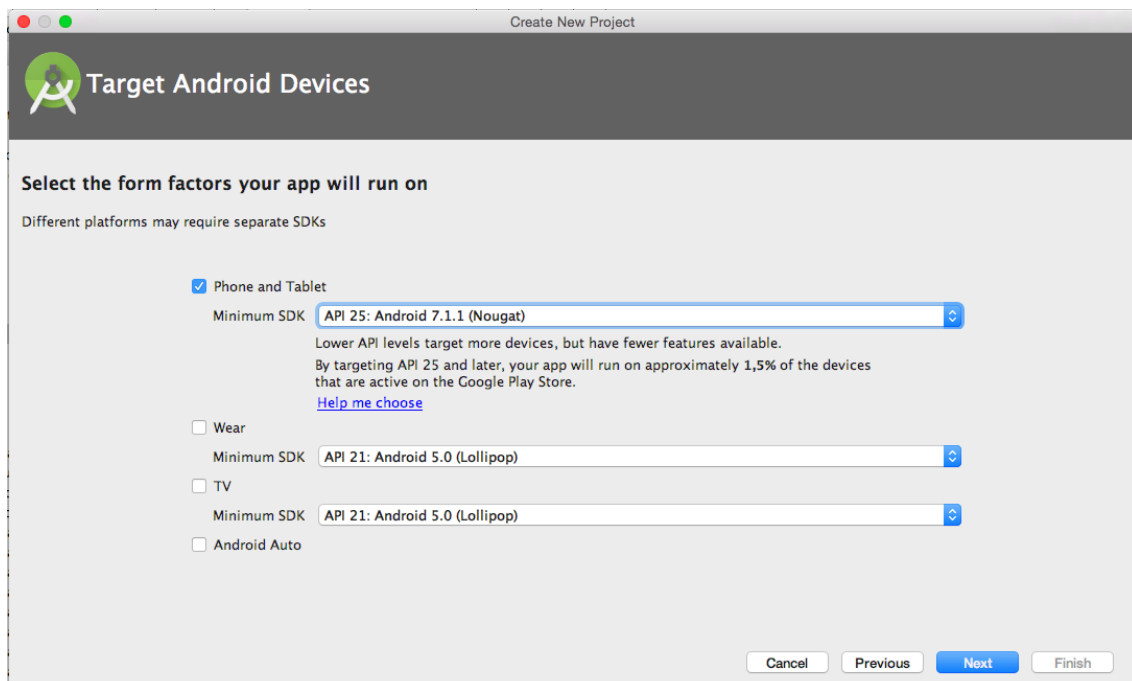 Create New Project
Target Android Devices
Select the form factors your app will run on
Different platforms may require separate SDKs
Phone and Tablet
Minimum SDK API 25: Android 7.1.1 (Nougat)
Lower API levels target more devices, but have fewer features available.
By targeting API 25 and later, your app will run on approximately 1,5% of the devices
that are active on the Google Play Store.
Help me choose
Wear
Minimum SDK API 21: Android 5.0 (Lollipop)
TV
Minimum SDK API 21: Android 5.0 (Lollipop)
Android Auto
Cancel Previous Next Finish